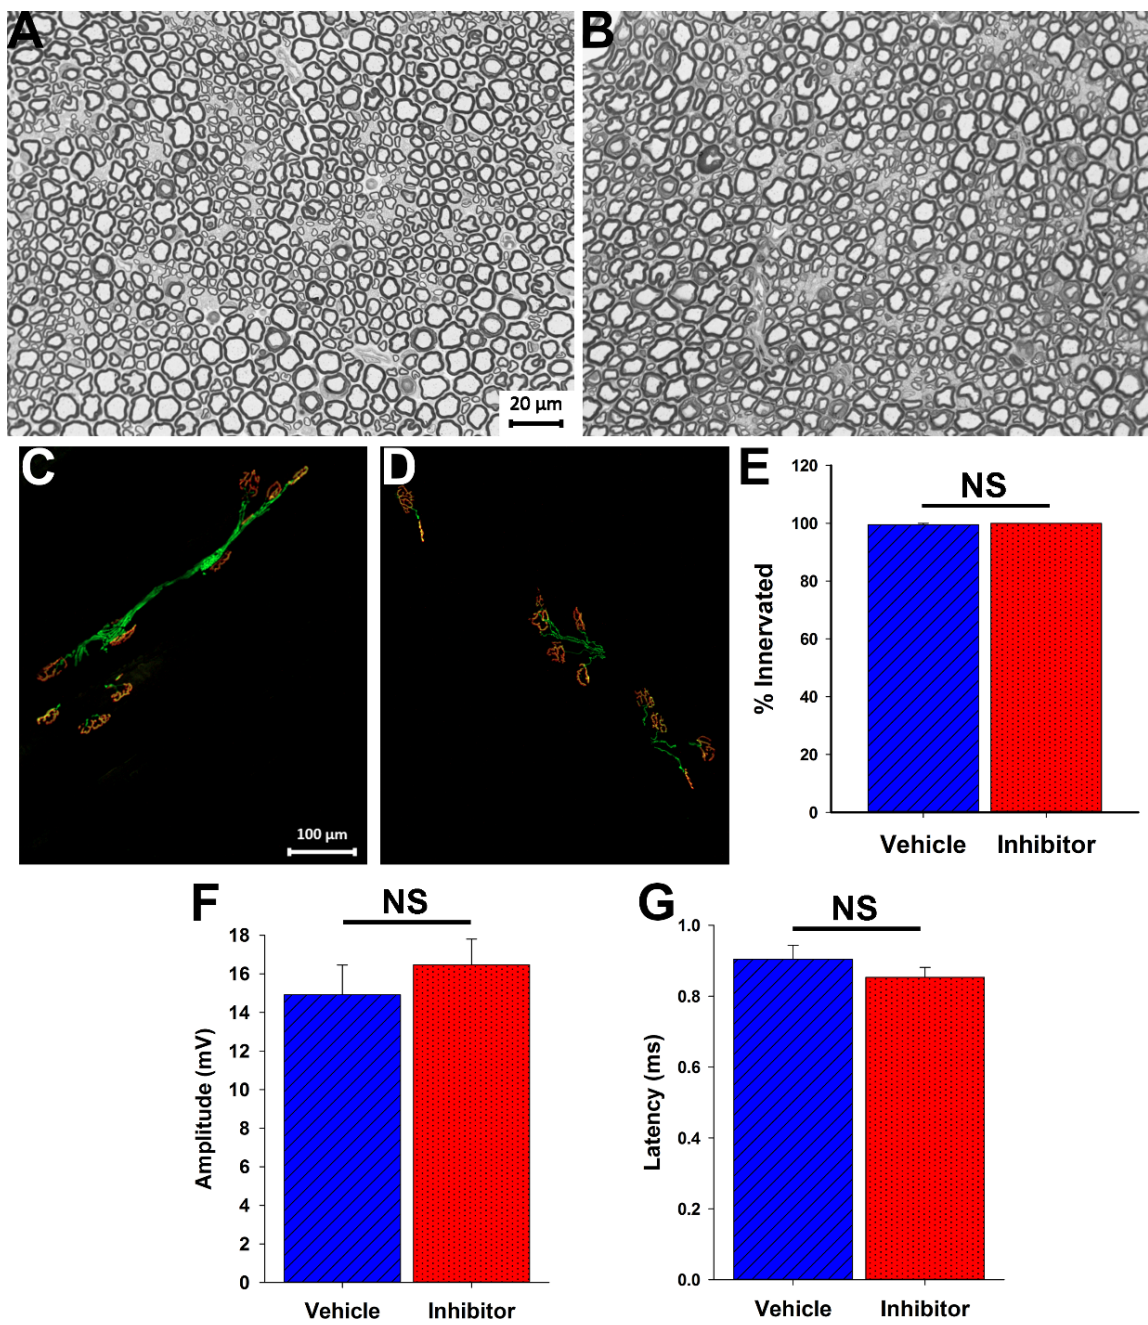 A
B
20 µm
C
D
100 µm
E
NS
120
100
80
60
40
20
0
% Innervated
Vehicle
Inhibitor
F
NS
18
16
14
12
10
8
6
4
2
0
Amplitude (mV)
Vehicle
Inhibitor
G
NS
1.0
0.8
0.6
0.4
0.2
0.0
Latency (ms)
Vehicle
Inhibitor